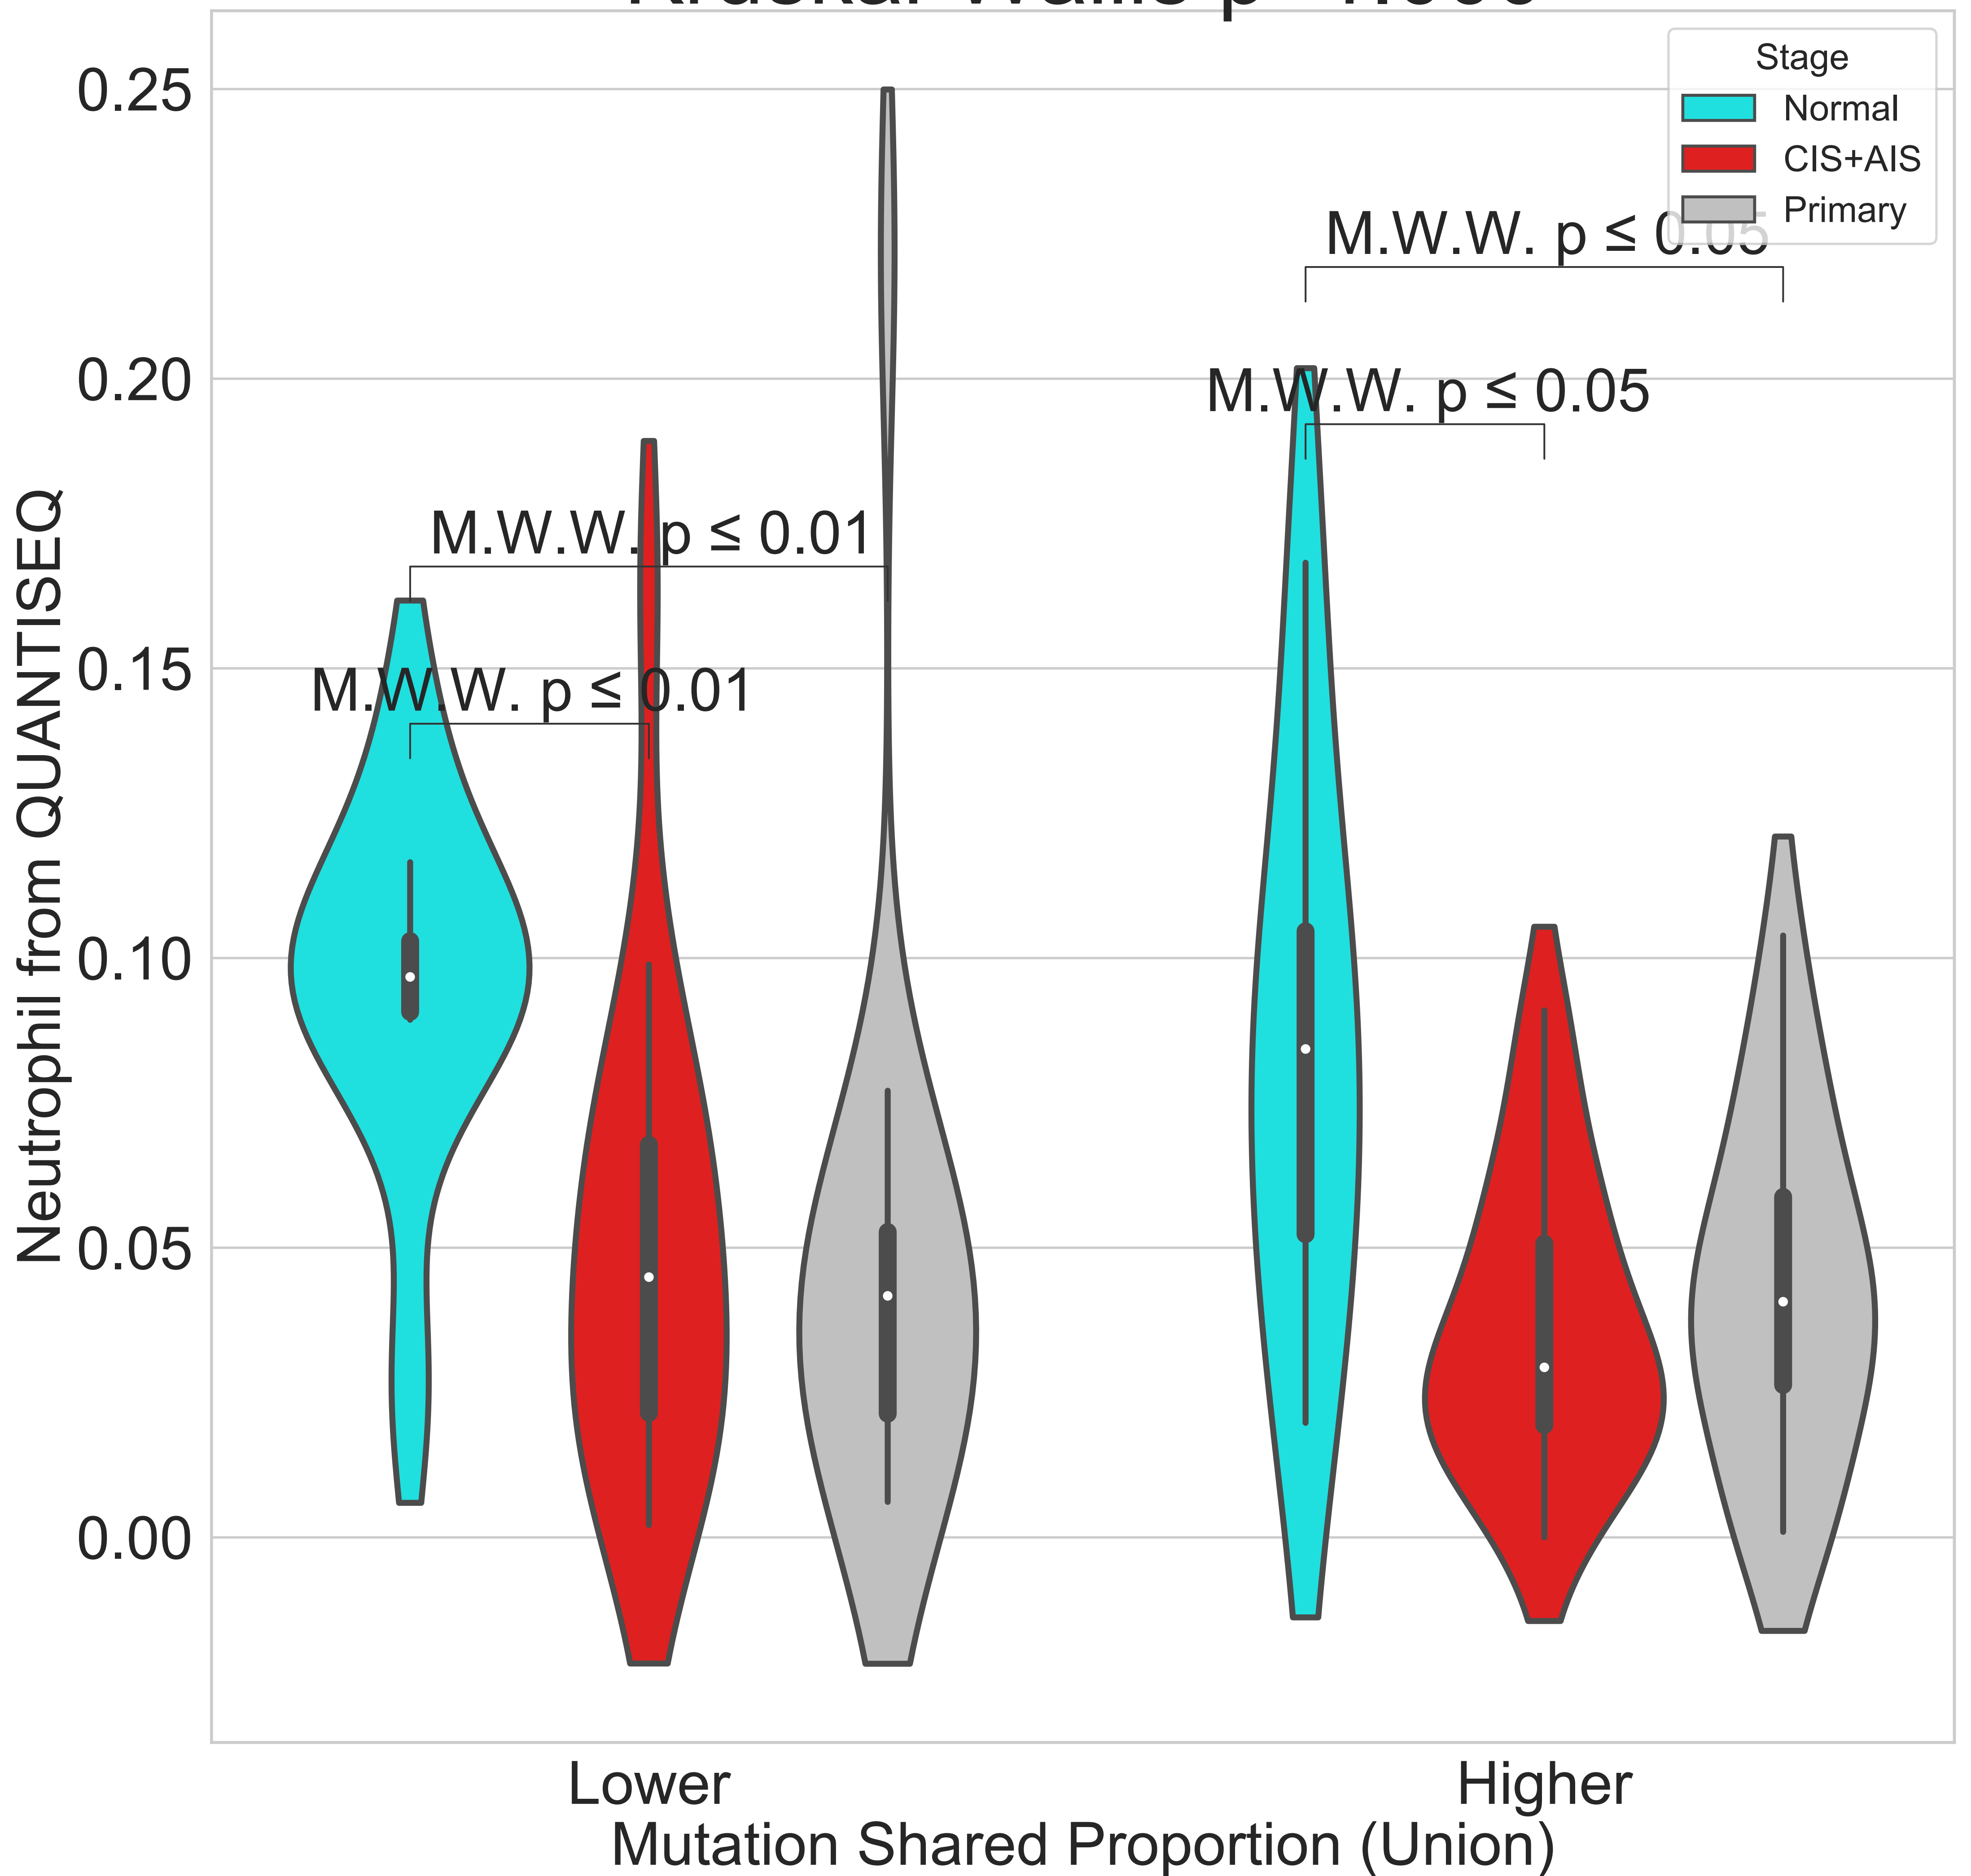 0.25
0.20
0.15
0.10
0.05
0.00
Neutrophil from QUANTISEQ
Stage
Normal
CIS+AIS
Primary
M.W.W. p ≤ 0.05
M.W.W. p ≤ 0.05
M.W.W. p ≤ 0.01
M.W.W. p ≤ 0.01
Lower
Higher
Mutation Shared Proportion (Union)